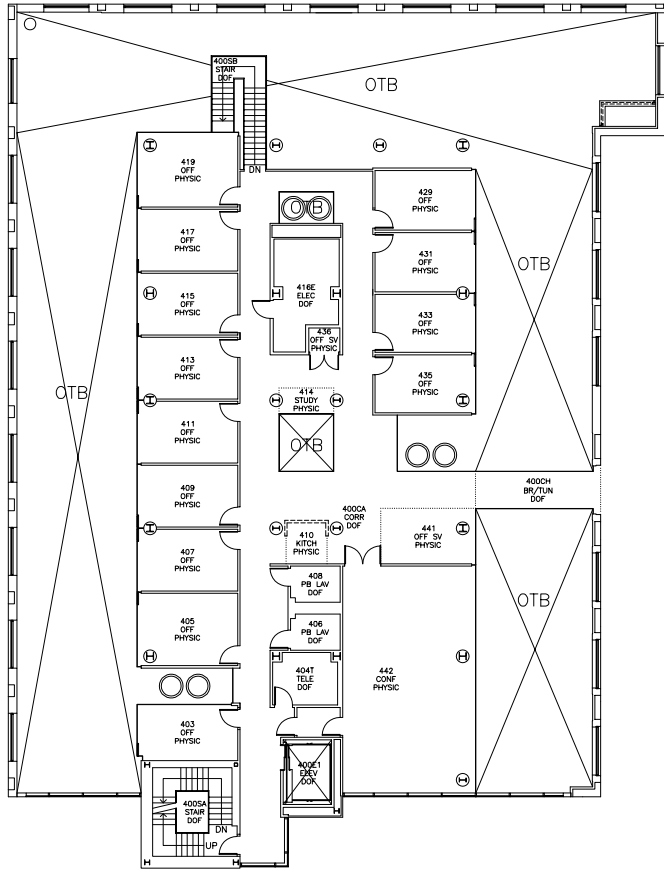 400SB
STAIR
DOF
OTB
DN
419
OFF
PHYSIC
429
OFF
PHYSIC
OTB
417
OFF
PHYSIC
431
OFF
PHYSIC
OTB
416E
ELEC
DOF
415
OFF
PHYSIC
433
OFF
PHYSIC
436
OFF SV
PHYSIC
413
OFF
PHYSIC
435
OFF
PHYSIC
OTB
414
STUDY
PHYSIC
411
OFF
PHYSIC
OTB
409
OFF
PHYSIC
400CH
BR/TUN
DOF
400CA
CORR
DOF
441
OFF SV
PHYSIC
410
KITCH
PHYSIC
407
OFF
PHYSIC
408
PB LAV
DOF
OTB
405
OFF
PHYSIC
406
PB LAV
DOF
404T
TELE
DOF
442
CONF
PHYSIC
403
OFF
PHYSIC
400E1
ELEV
DOF
400SA
STAIR
DOF
DN
UP